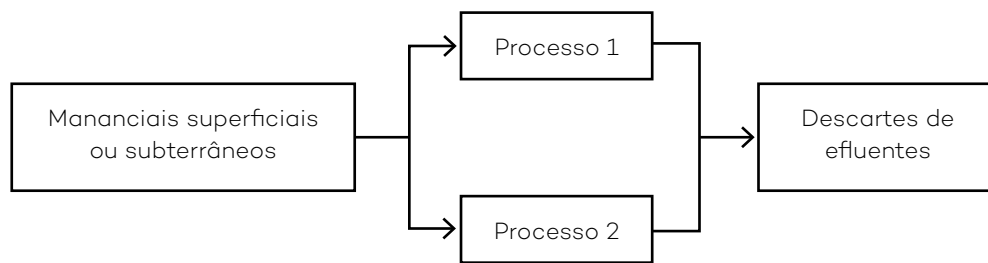 Processo 1
Mananciais superficiais
ou subterrâneos
Descartes de
efluentes
Processo 2